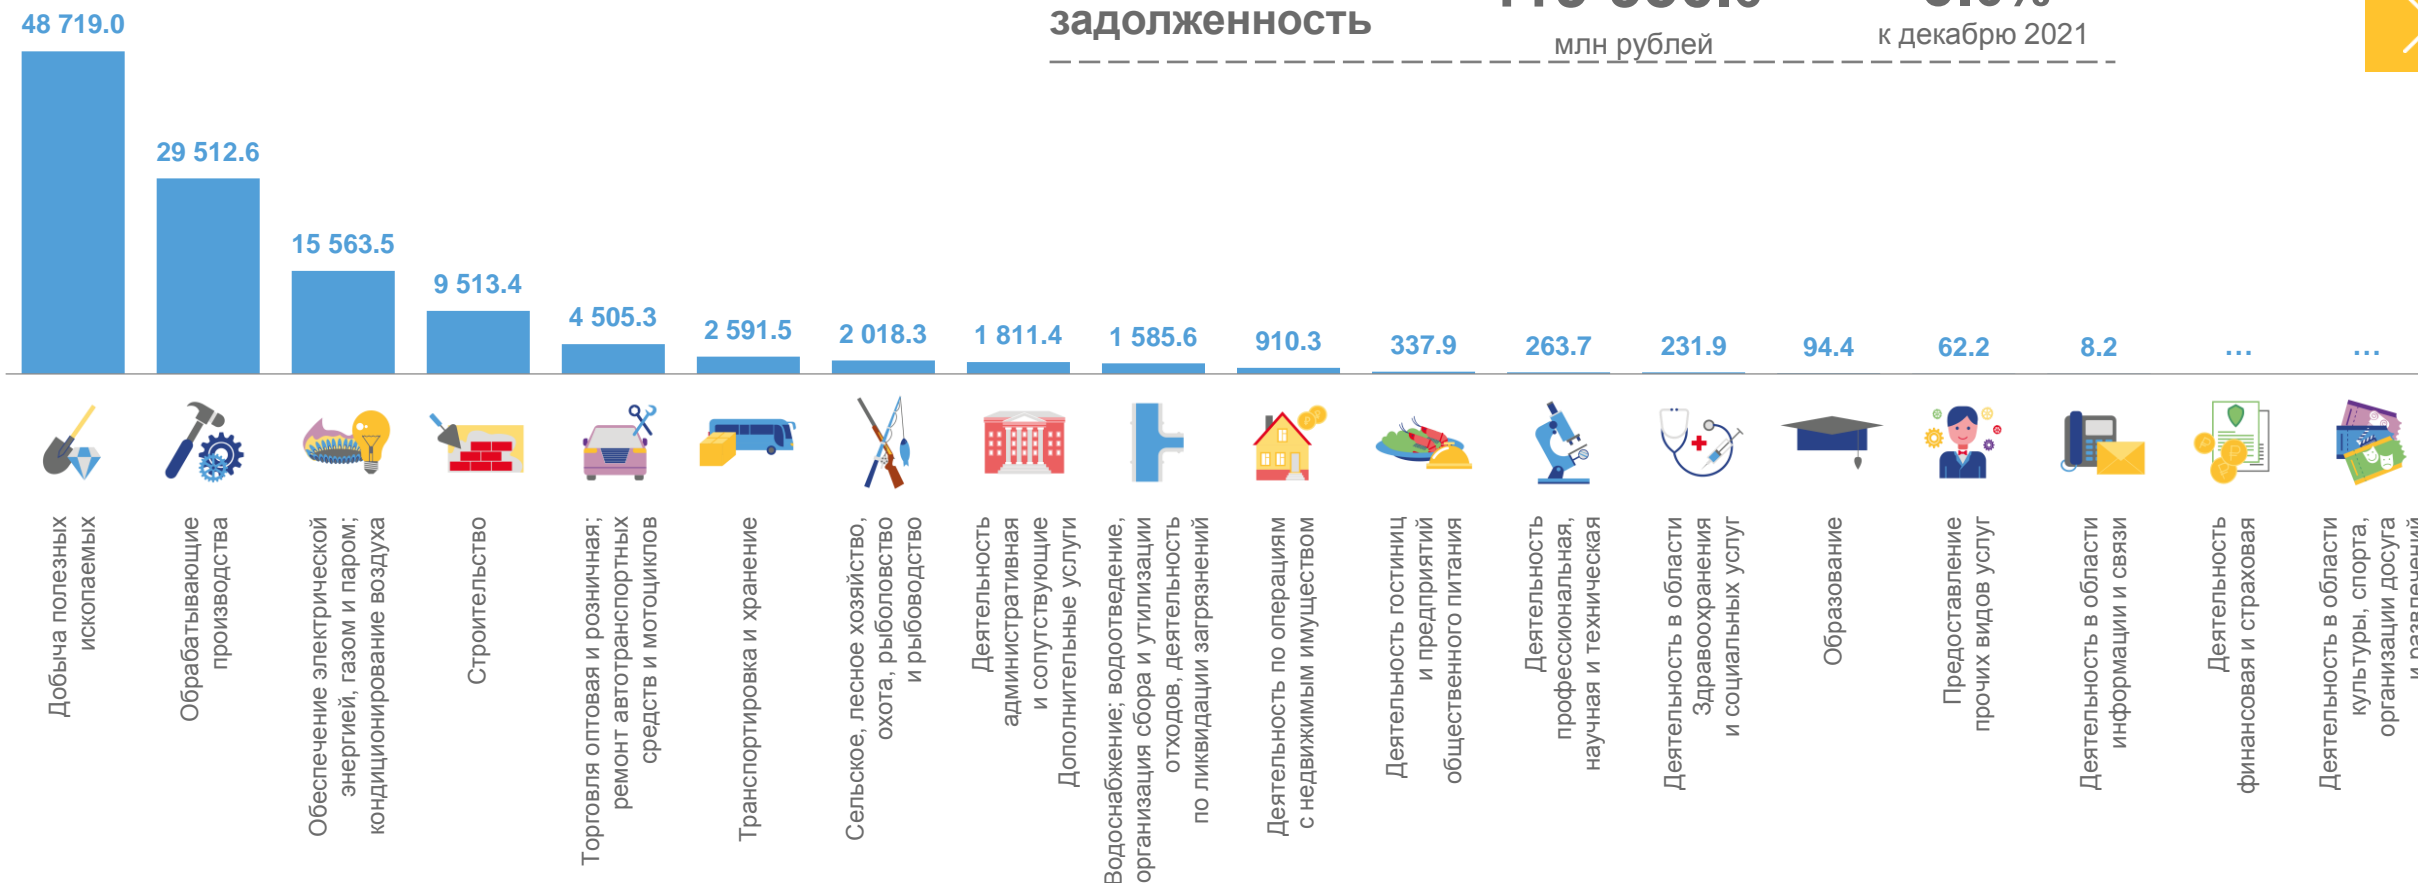 задолженность
млн рублей
к декабрю 2021
48 719.0
29 512.6
15 563.5
9 513.4
4 505.3
2 591.5
2 018.3
1 811.4
1 585.6
910.3
337.9
263.7
231.9
94.4
62.2
8.2
...
...
Добыча полезных
ископаемых
Обрабатывающие
производства
Обеспечение электрической
энергией, газом и паром;
кондиционирование воздуха
Строительство
Торговля оптовая и розничная;
ремонт автотранспортных
средств и мотоциклов
Транспортировка и хранение
Сельское, лесное хозяйство,
охота, рыболовство
и рыбоводство
Деятельность
административная
и сопутствующие
Дополнительные услуги
Водоснабжение; водоотведение,
организация сбора и утилизации
отходов, деятельность
по ликвидации загрязнений
Деятельность по операциям
с недвижимым имуществом
Деятельность гостиниц
и предприятий
общественного питания
Деятельность
профессиональная,
научная и техническая
Деятельность в области
Здравоохранения
и социальных услуг
Образование
Предоставление
прочих видов услуг
Деятельность в области
информации и связи
Деятельность
финансовая и страховая
Деятельность в области
культуры, спорта,
организации досуга
и развлечений